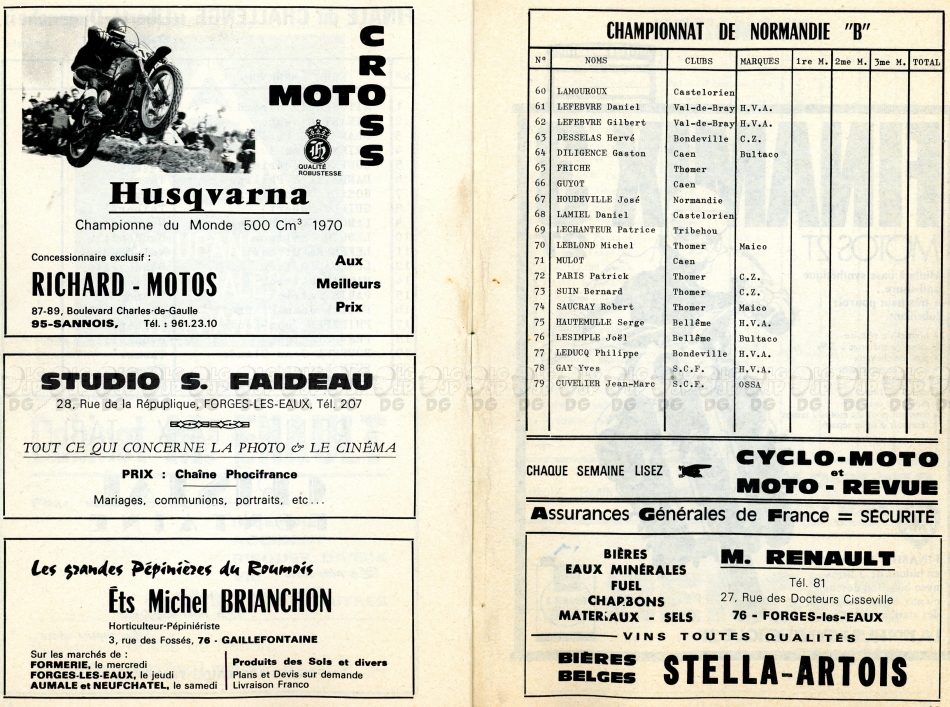 CROSS
MOTO
QUALITÉ
ROBUSTESSE
Husqvarna
Championne du Monde 500 Cm³ 1970
Concessionnaire exclusif :
RICHARD - MOTOS
87-89, Boulevard Charles-de-Gaulle
95-SANNOIS. Tél. : 961.23.10
Aux
Meilleurs
Prix
STUDIO S. FAIDEAU
28, Rue de la Répuplique, FORGES-LES-EAUX, Tél. 207
TOUT CE QUI CONCERNE LA PHOTO & LE CINÉMA
PRIX : Chaîne Phocifrance
Mariages, communions, portraits, etc...
Les grandes Pépinières du Roumois
Éts Michel BRIANCHON
Horticulteur-Pépiniériste
3, rue des Fossés, 76 - GAILLEFONTAINE
Sur les marchés de :
FORMERIE, le mercredi
FORGES-LES-EAUX, le jeudi
AUMALE et NEUFCHATEL, le samedi
Produits des Sols et divers
Plans et Devis sur demande
Livraison Franco
CHAMPIONNAT DE NORMANDIE "B"
N° NOMS CLUBS MARQUES 1re M. 2me M. 3me M. TOTAL
60 LAMOUROUX Castelorien
61 LEFEBVRE Daniel Val-de-Bray H.V.A.
62 LEFEBVRE Gilbert Val-de-Bray H.V.A.
63 DESSELAS Hervé Bondeville C.Z.
64 DILIGENCE Gaston Caen Bultaco
65 FRICHE Thomer
66 GUYOT Caen
67 HOUDEVILLE José Normandie
68 LAMIEL Daniel Castelorien
69 LECHANTEUR Patrice Tribehou
70 LEBLOND Michel Thomer Maico
71 MULOT Caen
72 PARIS Patrick Thomer C.Z.
73 SUIN Bernard Thomer C.Z.
74 SAUCRAY Robert Thomer Maico
75 HAUTEMULLE Serge Bellême H.V.A.
76 LESIMPLE Joël Bellême Bultaco
77 LEDUCQ Philippe Bondeville H.V.A.
78 GAY Yves S.C.F. H.V.A.
79 CUVELIER Jean-Marc S.C.F. OSSA
CHAQUE SEMAINE LISEZ
CYCLO-MOTO
et
MOTO - REVUE
Assurances Générales de France = SÉCURITÉ
BIÈRES
EAUX MINÉRALES
FUEL
CHARBONS
MATERIAUX - SELS
M. RENAULT
Tél. 81
27, Rue des Docteurs Cisseville
76 - FORGES-les-EAUX
VINS TOUTES QUALITÉS
BIÈRES
BELGES
STELLA-ARTOIS